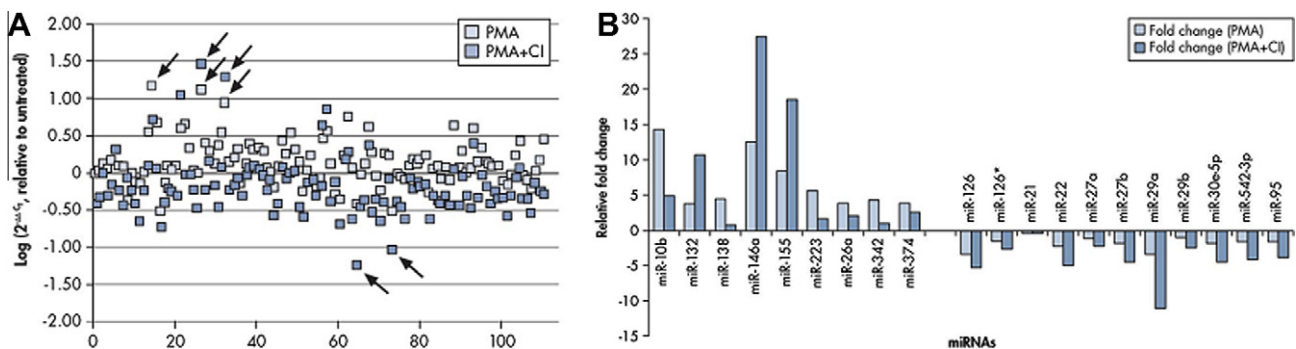 A
2.00
1.50
1.00
0.50
0
-0.50
-1.00
-1.50
-2.00
Log (2^-ΔΔCt, relative to untreated)
PMA
PMA+CI
0 20 40 60 80 100
B
30
25
20
15
10
5
0
-5
-10
-15
Relative fold change
Fold change (PMA)
Fold change (PMA+CI)
miR-10b
miR-132
miR-138
miR-146a
miR-155
miR-223
miR-26a
miR-342
miR-374
miR-126
miR-126*
miR-21
miR-22
miR-27a
miR-27b
miR-29a
miR-29b
miR-30e-5p
miR-542-3p
miR-95
miRNAs